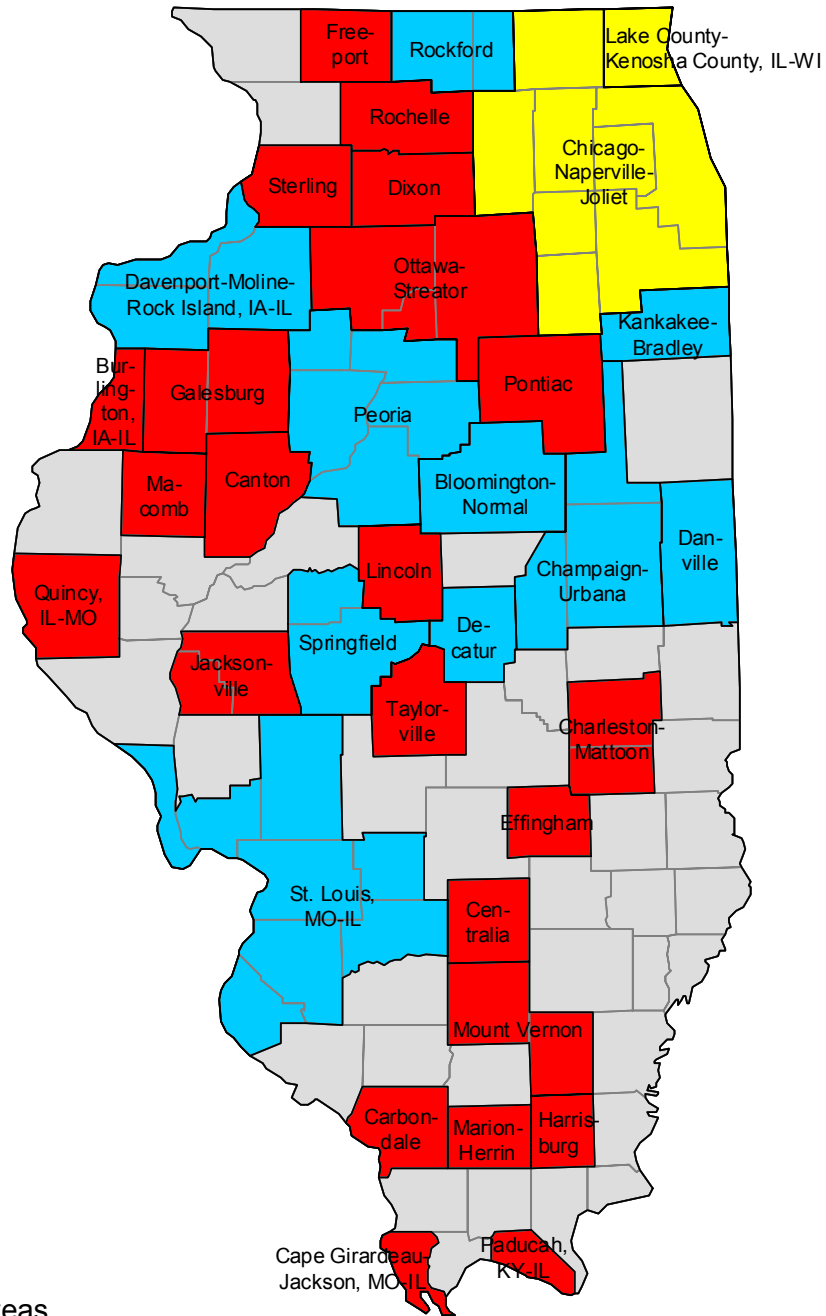 Free-
port
Rockford
Lake County-
Kenosha County, IL-WI
Rochelle
Chicago-
Naperville-
Joliet
Sterling
Dixon
Ottawa-
Streator
Davenport-Moline-
Rock Island, IA-IL
Kankakee-
Bradley
Bur-
ling-
ton,
IA-IL
Galesburg
Pontiac
Peoria
Ma-
comb
Canton
Bloomington-
Normal
Dan-
ville
Lincoln
Champaign-
Urbana
Quincy,
IL-MO
Springfield
De-
catur
Jackson-
ville
Taylor-
ville
Charleston-
Mattoon
Effingham
St. Louis,
MO-IL
Cen-
tralia
Mount Vernon
Carbon-
dale
Marion-
Herrin
Harris-
burg
Cape Girardeau-
Jackson, MO-IL
Paducah,
KY-IL